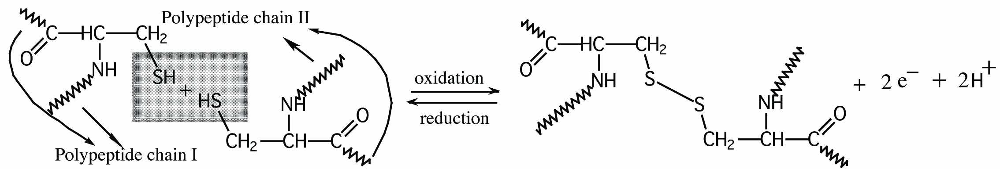 Polypeptide chain II
C HC CH2
O
NH
SH
+
HS
NH
O
CH2 CH C
Polypeptide chain I
oxidation
reduction
C HC CH2
O
NH
S
S
NH
O
CH2 CH C
+ 2 e− + 2H+